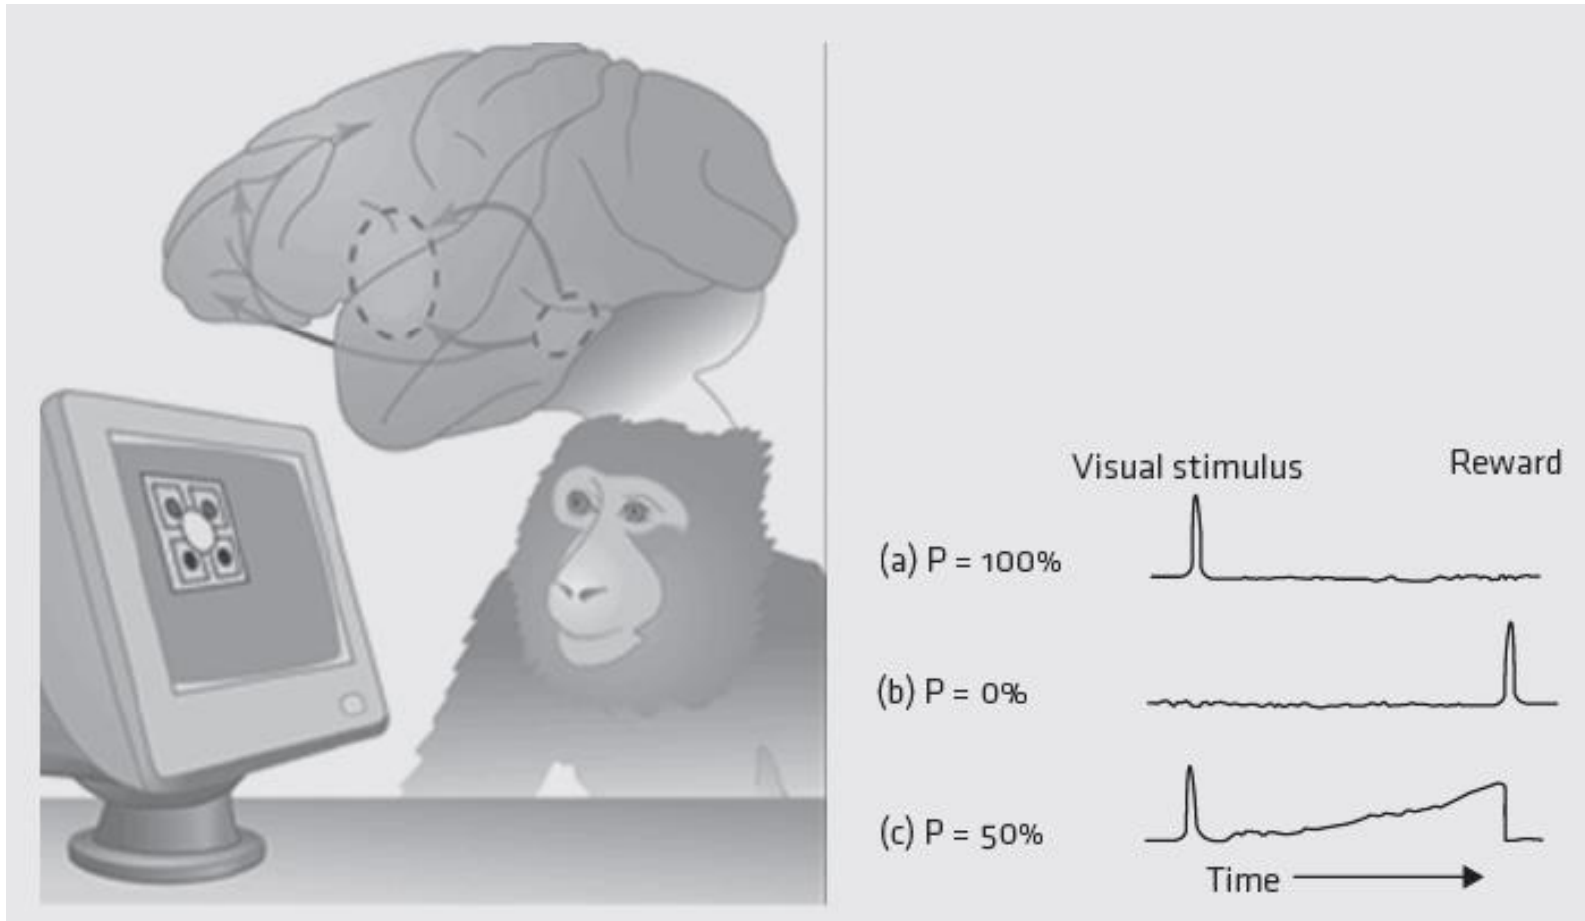 Visual stimulus Reward
(a) P = 100%
(b) P = 0%
(c) P = 50%
Time